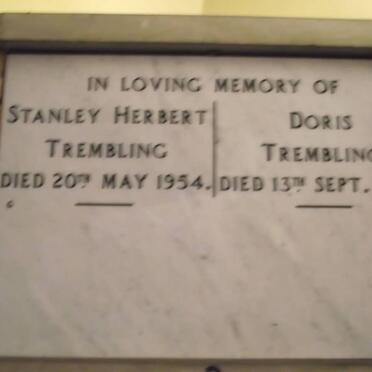 IN LOVING MEMORY OF
STANLEY HERBERT
TREMBLING
DIED 20TH MAY 1954.
DORIS
TREMBLING
DIED 13TH SEPT.